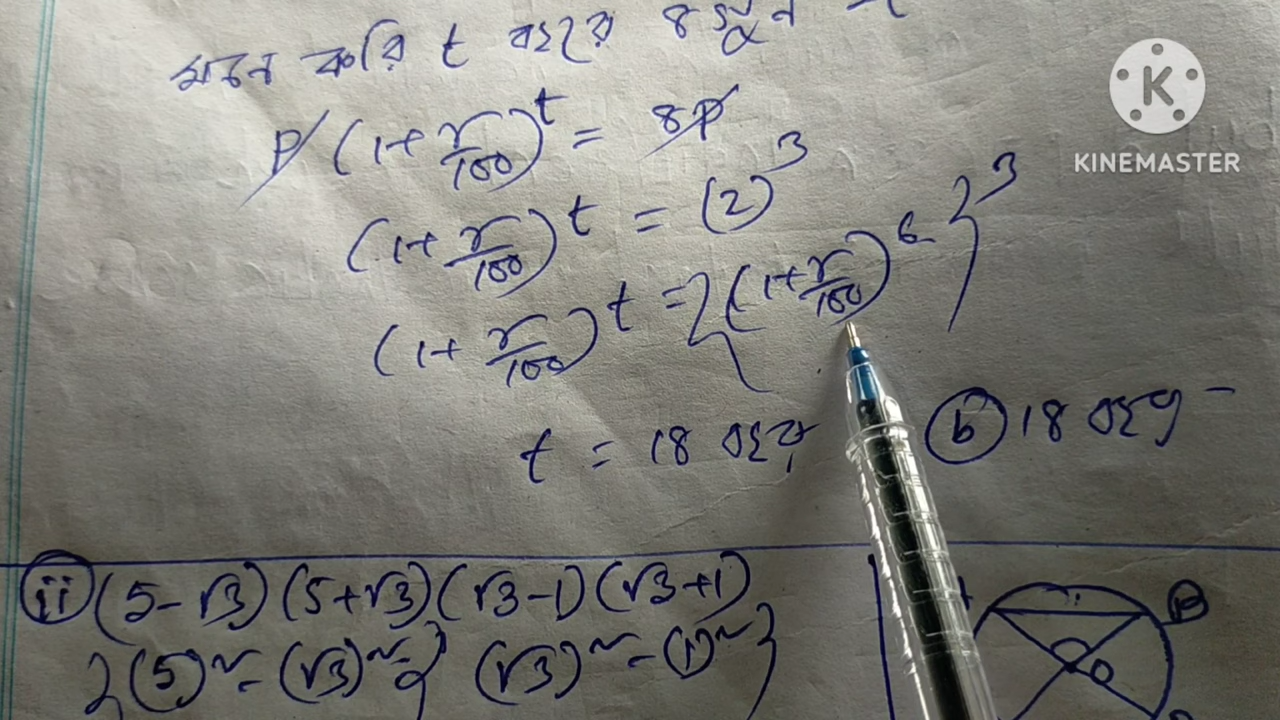 মনে করি t বছরে 8 গুন
KINEMASTER
P(1+r/100)^t = 8P
(1+r/100)^t = (2)^3
(1+r/100)^t = {(1+r/100)^6}^3
t = 18 বছর
(b) 18 বছর
(ii) (5-√3)(5+√3)(√3-1)(√3+1)
{(5)² - (√3)²} {(√3)² - (1)²}
B
O